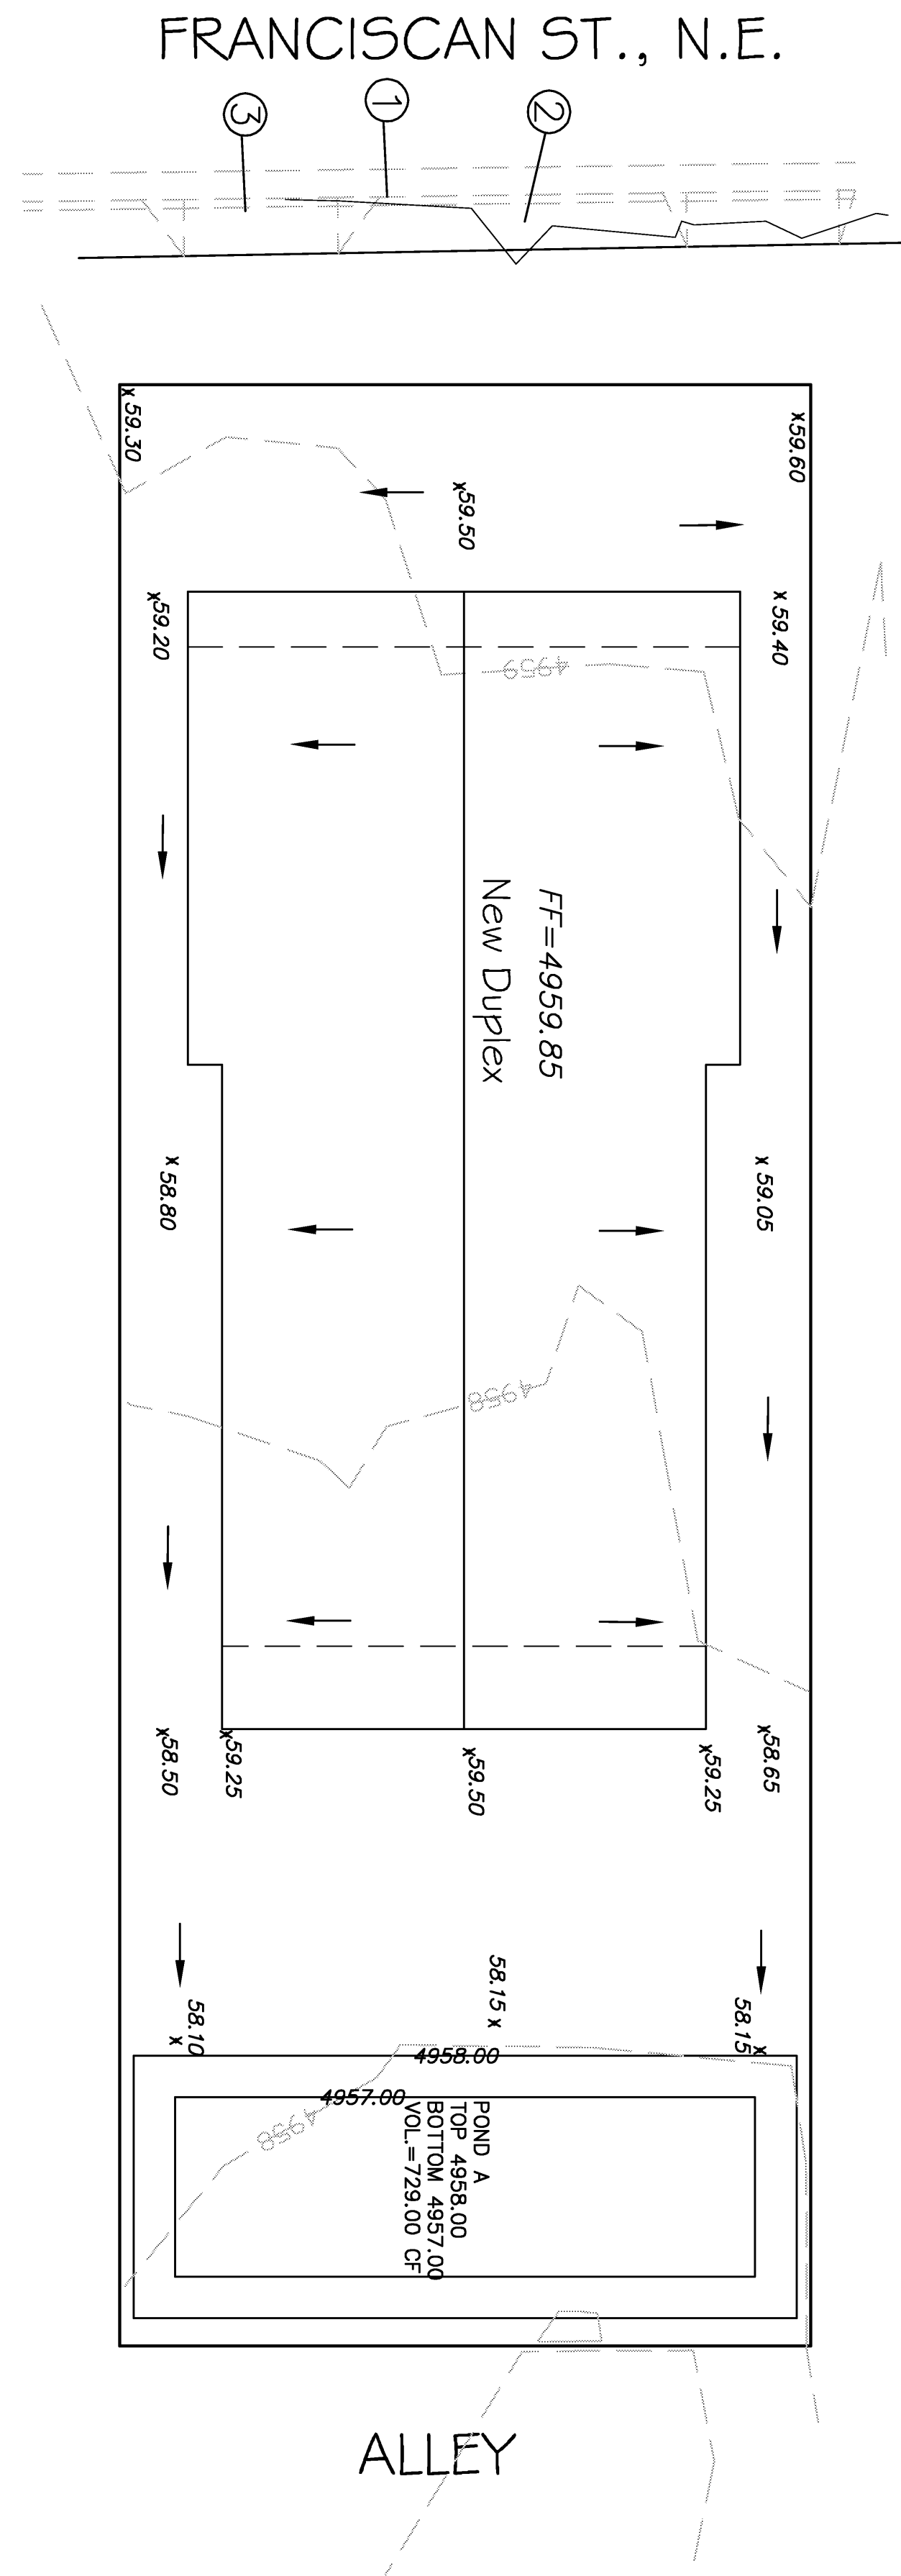 FRANCISCAN ST., N.E.
3
1
2
x 59.30
x59.60
x59.50
x59.20
x 59.40
4959
FF=4959.85
New Duplex
x 58.80
x 59.05
4958
x58.50
x59.25
x59.50
x59.25
x58.65
58.10 x
58.15 x
58.15 x
4958.00
4957.00
4958
POND A
TOP 4958.00
BOTTOM 4957.00
VOL.=729.00 CF
ALLEY